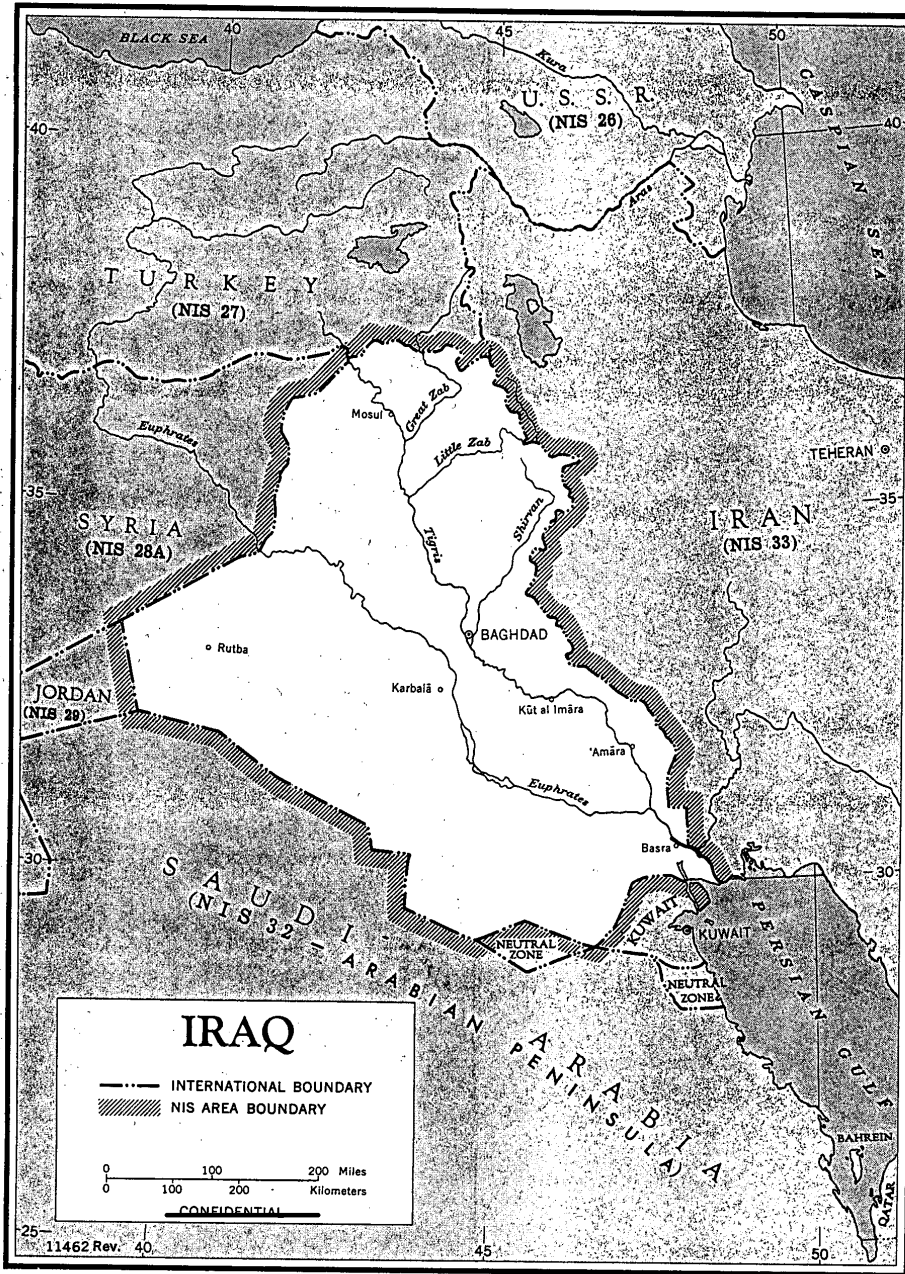 40
45
50
BLACK SEA
Kura
U. S. S. R.
(NIS 26)
CASPIAN SEA
40
40
Aras
TURKEY
(NIS 27)
Mosul
Great Zab
Little Zab
Euphrates
TEHERAN
35
35
SYRIA
(NIS 28A)
Tigris
Shirvan
IRAN
(NIS 33)
BAGHDAD
Rutba
Karbalā
JORDAN
(NIS 29)
Kūt al Imāra
'Amāra
Euphrates
Basra
30
30
KUWAIT
KUWAIT
NEUTRAL
ZONE
NEUTRAL
ZONE
PERSIAN GULF
SAUDI ARABIA
(NIS 32 – ARABIAN PENINSULA)
IRAQ
INTERNATIONAL BOUNDARY
NIS AREA BOUNDARY
0 100 200 Miles
0 100 200 Kilometers
CONFIDENTIAL
BAHREIN
QATAR
25
11462 Rev.
40
45
50